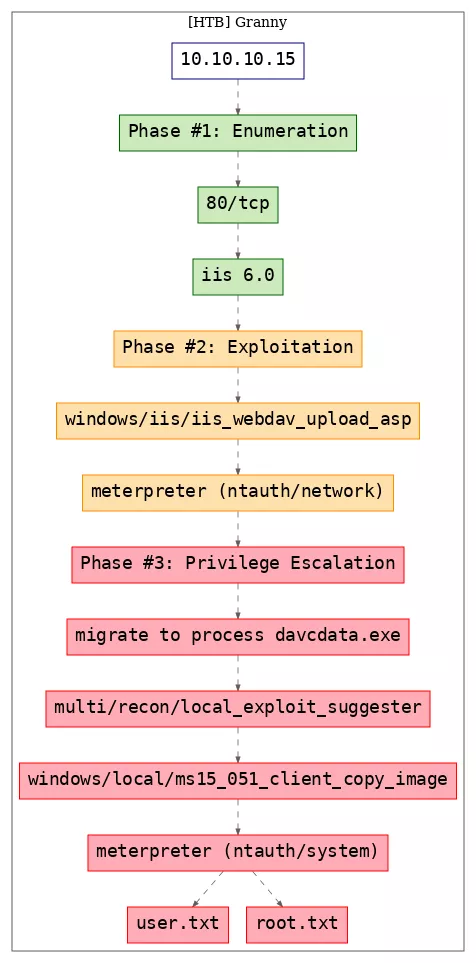 [HTB] Granny
10.10.10.15
Phase #1: Enumeration
80/tcp
iis 6.0
Phase #2: Exploitation
windows/iis/iis_webdav_upload_asp
meterpreter (ntauth/network)
Phase #3: Privilege Escalation
migrate to process davcdata.exe
multi/recon/local_exploit_suggester
windows/local/ms15_051_client_copy_image
meterpreter (ntauth/system)
user.txt
root.txt